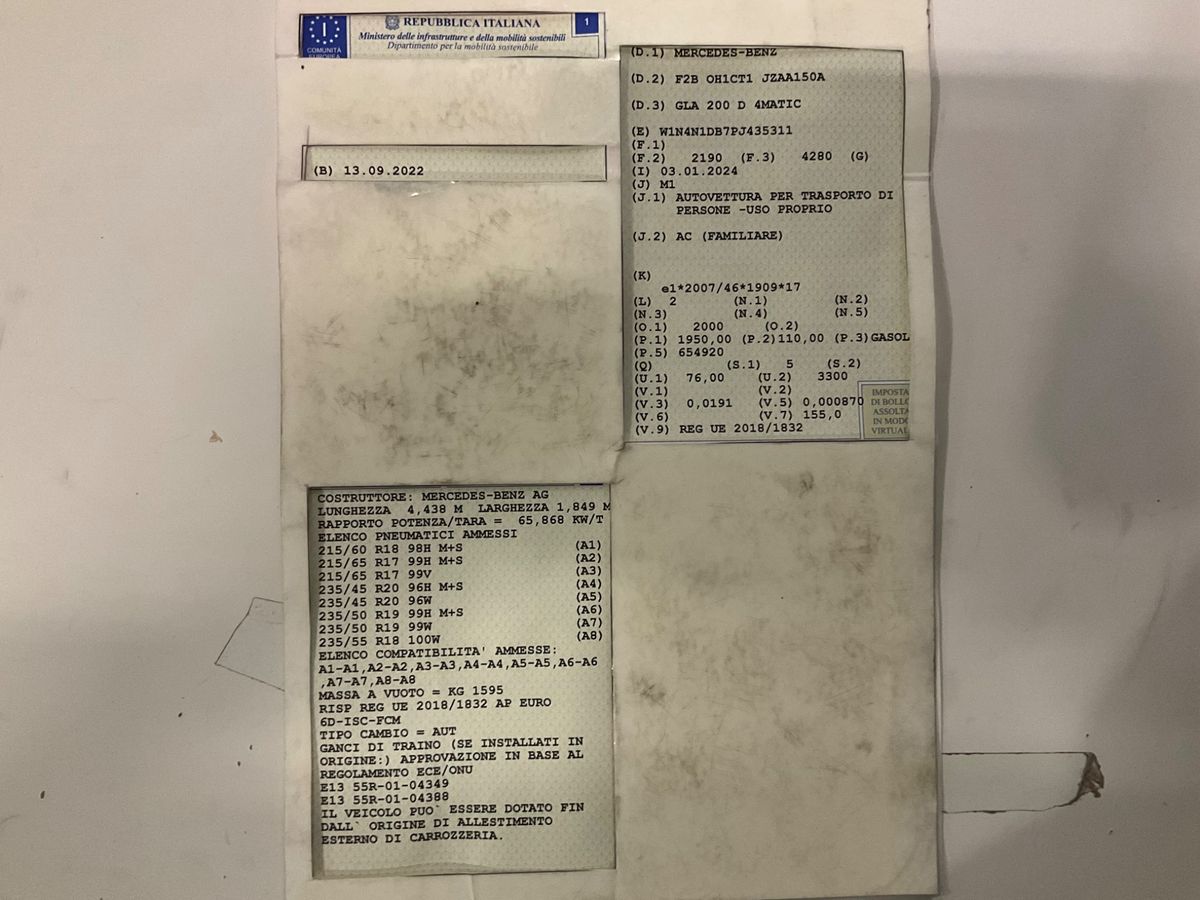 I
COMUNITÀ
EUROPEA
REPUBBLICA ITALIANA
Ministero delle infrastrutture e della mobilità sostenibili
Dipartimento per la mobilità sostenibile
1
(B) 13.09.2022
(D.1) MERCEDES-BENZ
(D.2) F2B OH1CT1 JZAA150A
(D.3) GLA 200 D 4MATIC
(E) W1N4N1DB7PJ435311
(F.1)
(F.2) 2190 (F.3) 4280 (G)
(I) 03.01.2024
(J) M1
(J.1) AUTOVETTURA PER TRASPORTO DI
PERSONE -USO PROPRIO
(J.2) AC (FAMILIARE)
(K)
e1*2007/46*1909*17
(L) 2 (N.1) (N.2)
(N.3) (N.4) (N.5)
(O.1) 2000 (O.2)
(P.1) 1950,00 (P.2)110,00 (P.3)GASOL
(P.5) 654920
(Q) (S.1) 5 (S.2)
(U.1) 76,00 (U.2) 3300
(V.1) (V.2)
(V.3) 0,0191 (V.5) 0,000870
(V.6) (V.7) 155,0
(V.9) REG UE 2018/1832
IMPOSTA
DI BOLLO
ASSOLTA
IN MODO
VIRTUAL
COSTRUTTORE: MERCEDES-BENZ AG
LUNGHEZZA 4,438 M LARGHEZZA 1,849 M
RAPPORTO POTENZA/TARA = 65,868 KW/T
ELENCO PNEUMATICI AMMESSI
215/60 R18 98H M+S (A1)
215/65 R17 99H M+S (A2)
215/65 R17 99V (A3)
235/45 R20 96H M+S (A4)
235/45 R20 96W (A5)
235/50 R19 99H M+S (A6)
235/50 R19 99W (A7)
235/55 R18 100W (A8)
ELENCO COMPATIBILITA' AMMESSE:
A1-A1,A2-A2,A3-A3,A4-A4,A5-A5,A6-A6
,A7-A7,A8-A8
MASSA A VUOTO = KG 1595
RISP REG UE 2018/1832 AP EURO
6D-ISC-FCM
TIPO CAMBIO = AUT
GANCI DI TRAINO (SE INSTALLATI IN
ORIGINE:) APPROVAZIONE IN BASE AL
REGOLAMENTO ECE/ONU
E13 55R-01-04349
E13 55R-01-04388
IL VEICOLO PUO` ESSERE DOTATO FIN
DALL` ORIGINE DI ALLESTIMENTO
ESTERNO DI CARROZZERIA.